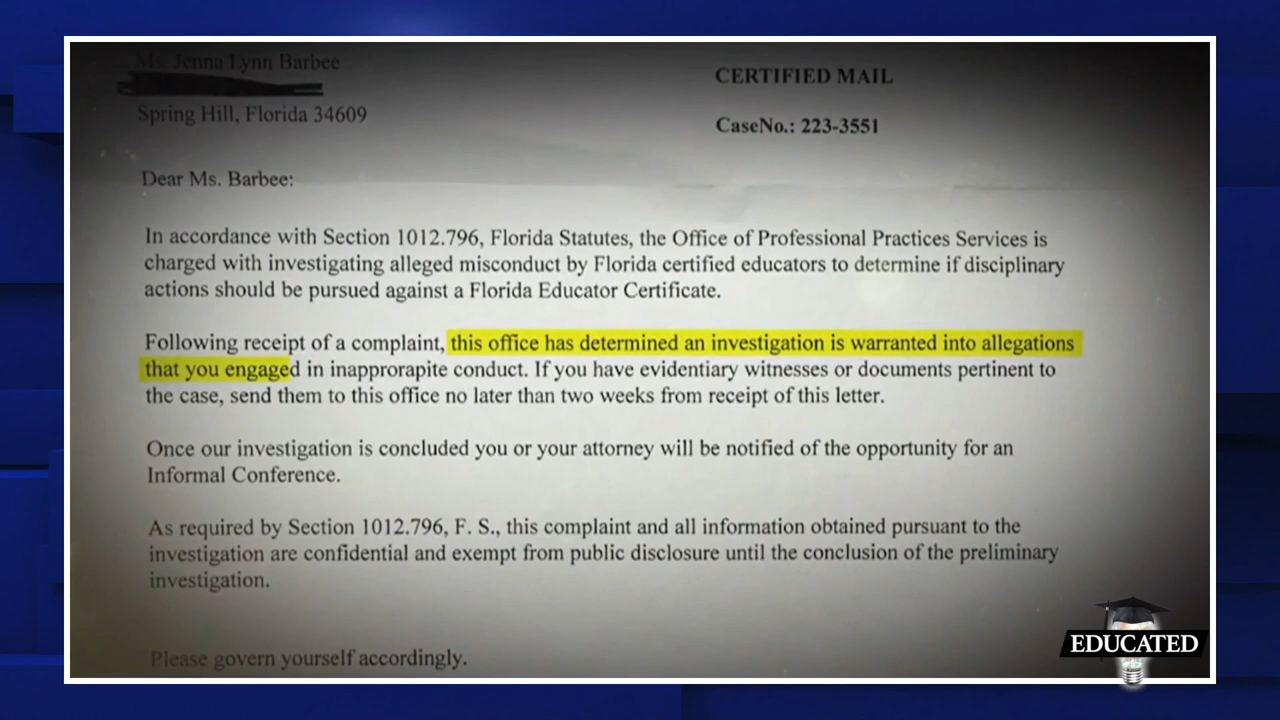 Ms. Jenna Lynn Barbee
CERTIFIED MAIL
Spring Hill, Florida 34609
CaseNo.: 223-3551
Dear Ms. Barbee:
In accordance with Section 1012.796, Florida Statutes, the Office of Professional Practices Services is
charged with investigating alleged misconduct by Florida certified educators to determine if disciplinary
actions should be pursued against a Florida Educator Certificate.
Following receipt of a complaint, this office has determined an investigation is warranted into allegations
that you engaged in inapprorapite conduct. If you have evidentiary witnesses or documents pertinent to
the case, send them to this office no later than two weeks from receipt of this letter.
Once our investigation is concluded you or your attorney will be notified of the opportunity for an
Informal Conference.
As required by Section 1012.796, F. S., this complaint and all information obtained pursuant to the
investigation are confidential and exempt from public disclosure until the conclusion of the preliminary
investigation.
Please govern yourself accordingly.
EDUCATED